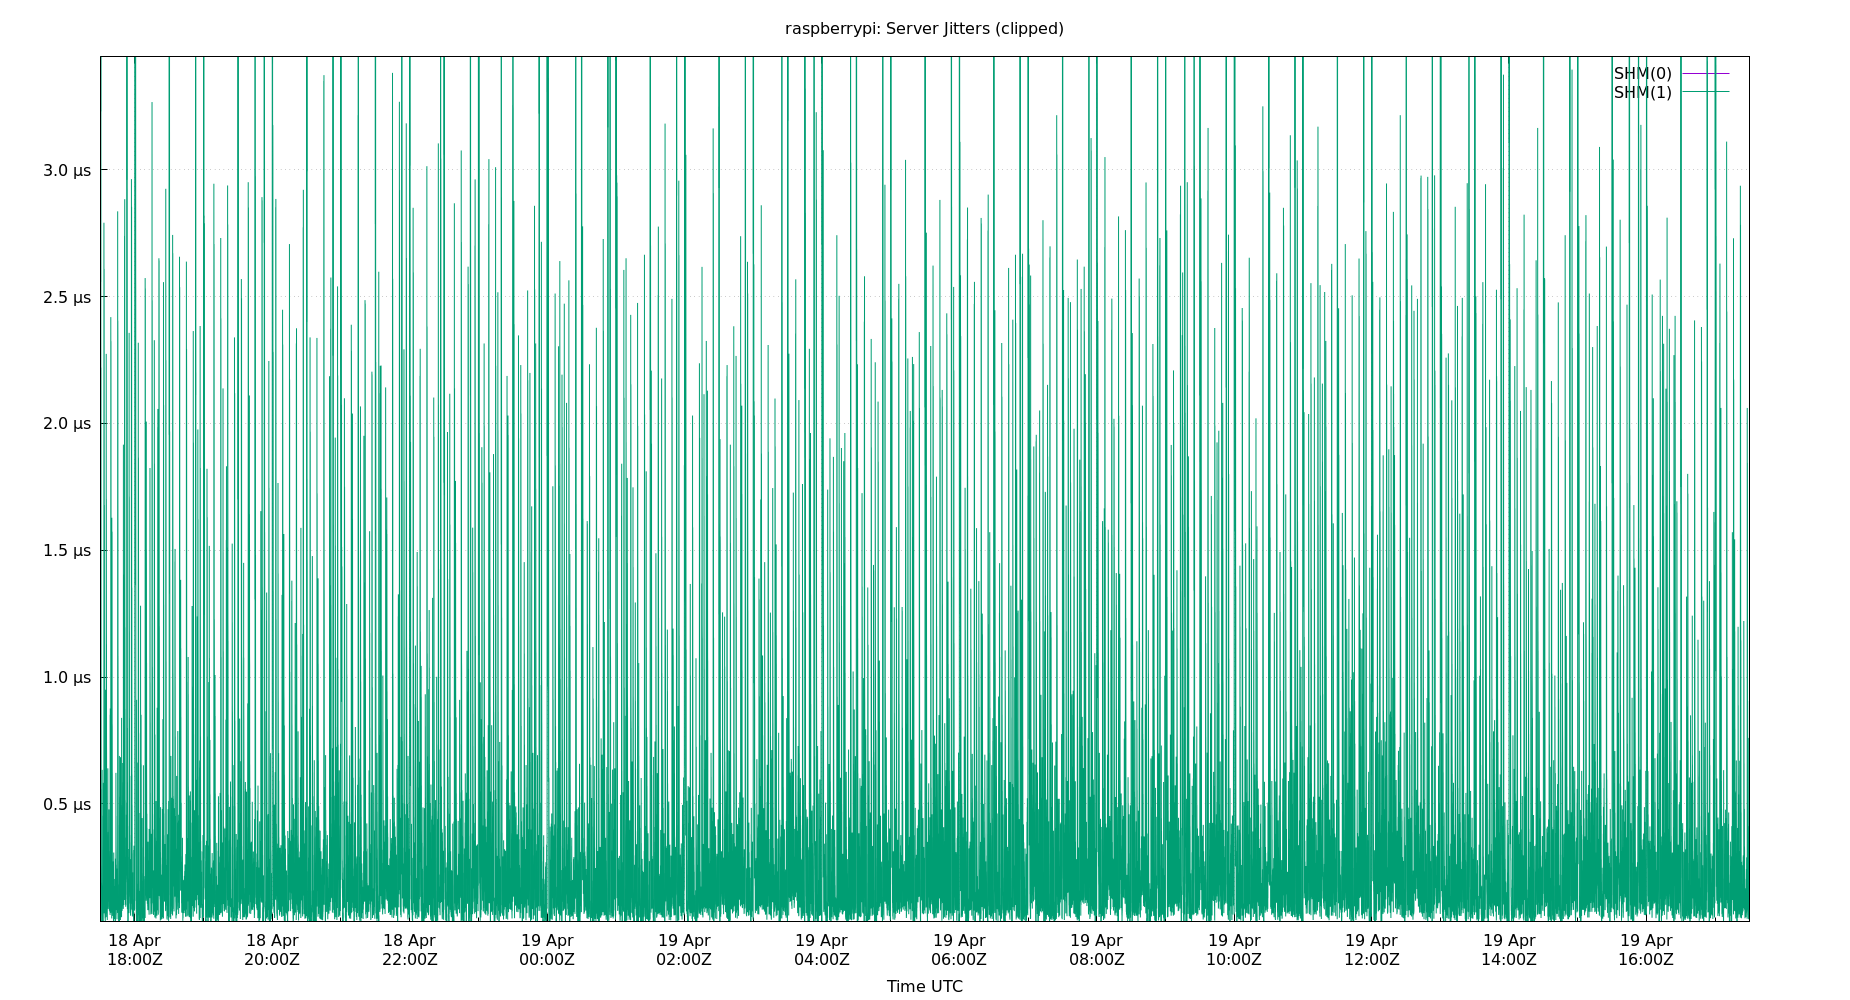 raspberrypi: Server Jitters (clipped)
SHM(0)
SHM(1)
3.0 µs
2.5 µs
2.0 µs
1.5 µs
1.0 µs
0.5 µs
18 Apr 18 Apr 18 Apr 19 Apr 19 Apr 19 Apr 19 Apr 19 Apr 19 Apr 19 Apr 19 Apr 19 Apr
18:00Z 20:00Z 22:00Z 00:00Z 02:00Z 04:00Z 06:00Z 08:00Z 10:00Z 12:00Z 14:00Z 16:00Z
Time UTC